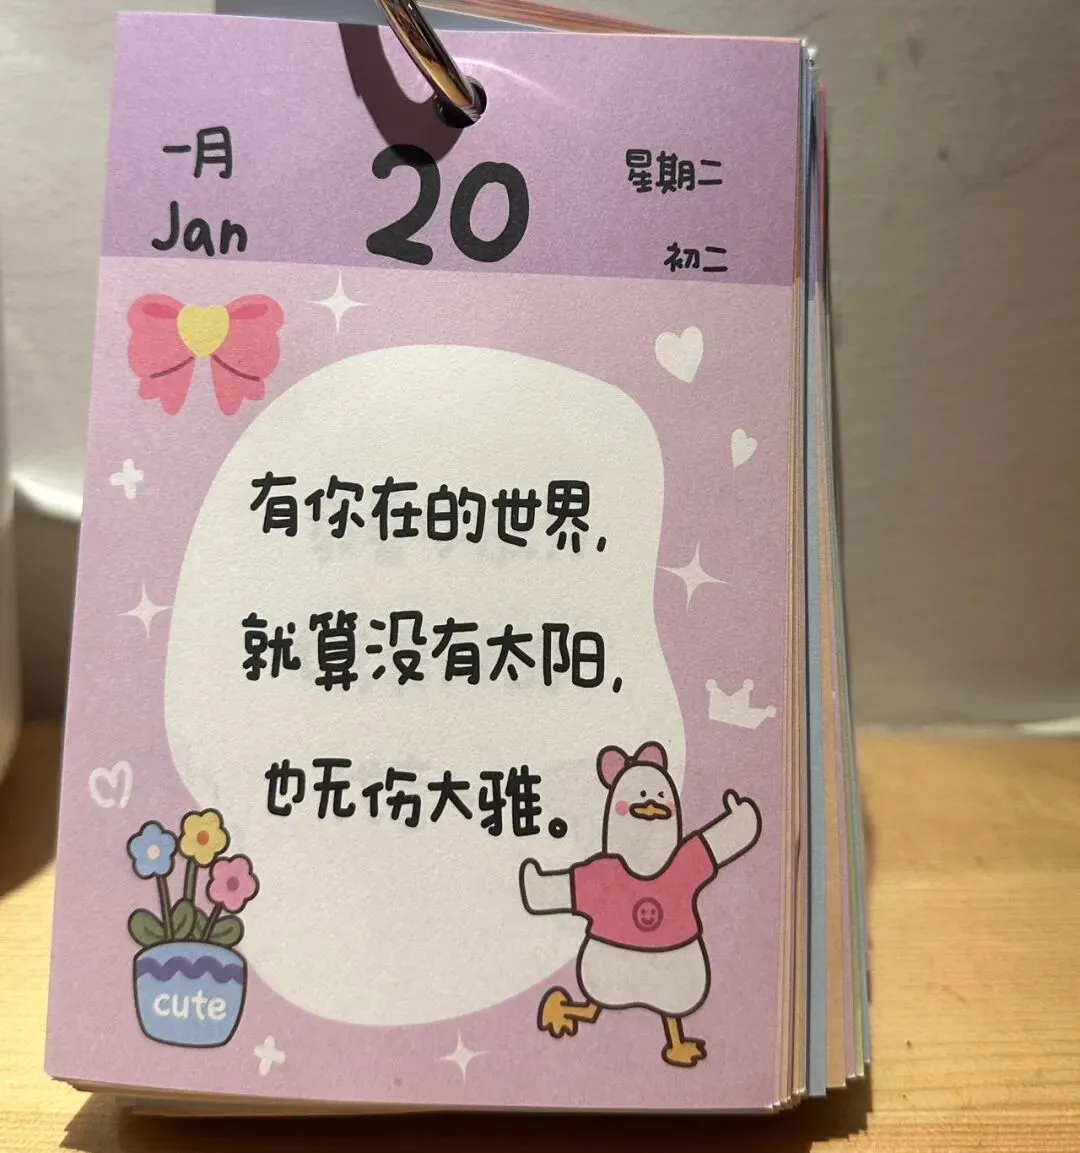 一月
Jan
20
星期二
初二
有你在的世界,
就算没有太阳,
也无伤大雅。
cute